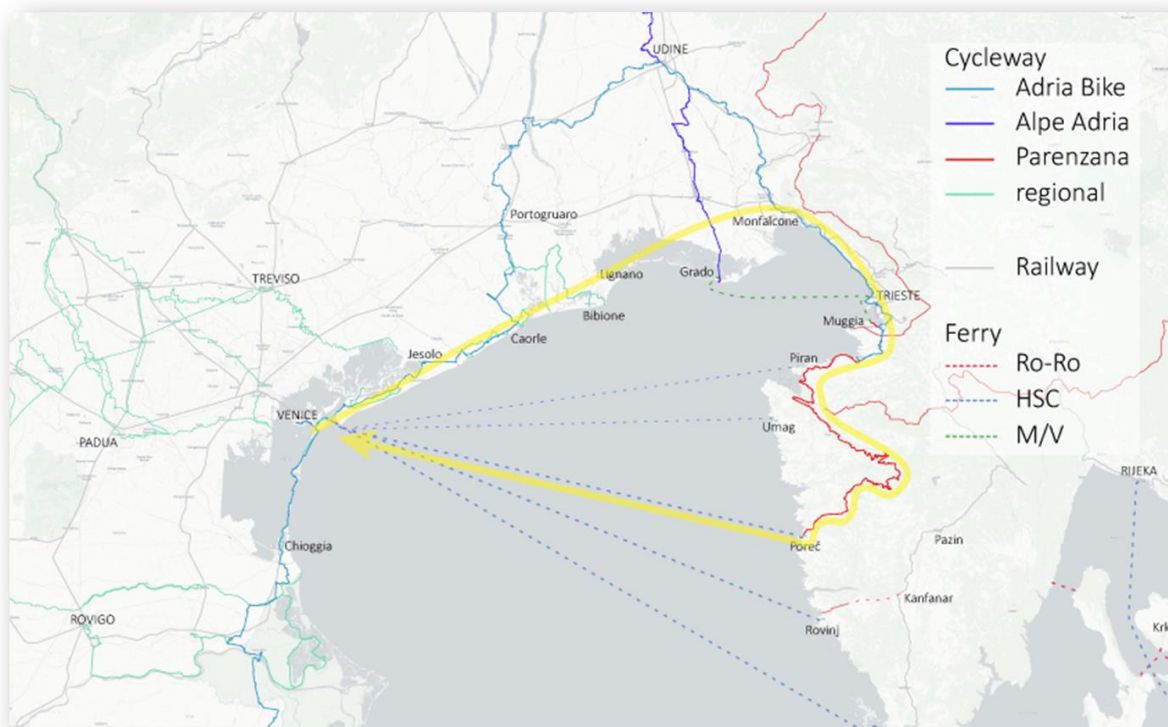 UDINE
Portogruaro
Monfalcone
Lignano
Grado
TREVISO
TRIESTE
Bibione
Muggia
Caorle
Jesolo
Piran
VENICE
Umag
PADUA
RIJEKA
Poreč
Pazin
Chioggia
Kanfanar
ROVIGO
Rovinj
Krk
Cycleway
Adria Bike
Alpe Adria
Parenzana
regional
Railway
Ferry
Ro-Ro
HSC
M/V